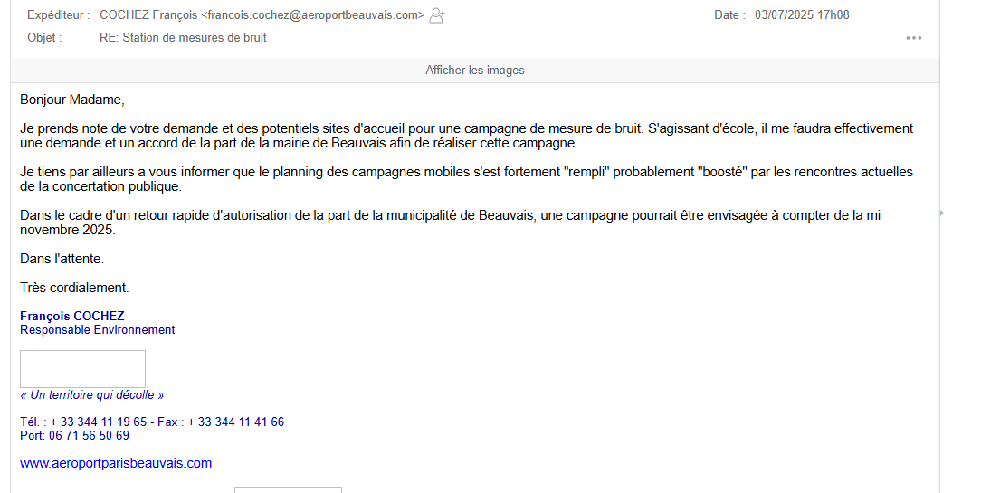 Expéditeur : COCHEZ François <francois.cochez@aeroportbeauvais.com> Date : 03/07/2025 17h08
Objet : RE: Station de mesures de bruit
Afficher les images
Bonjour Madame,
Je prends note de votre demande et des potentiels sites d'accueil pour une campagne de mesure de bruit. S'agissant d'école, il me faudra effectivement
une demande et un accord de la part de la mairie de Beauvais afin de réaliser cette campagne.
Je tiens par ailleurs a vous informer que le planning des campagnes mobiles s'est fortement "rempli" probablement "boosté" par les rencontres actuelles
de la concertation publique.
Dans le cadre d'un retour rapide d'autorisation de la part de la municipalité de Beauvais, une campagne pourrait être envisagée à compter de la mi
novembre 2025.
Dans l'attente.
Très cordialement.
François COCHEZ
Responsable Environnement
« Un territoire qui décolle »
Tél. : + 33 344 11 19 65 - Fax : + 33 344 11 41 66
Port: 06 71 56 50 69
www.aeroportparisbeauvais.com